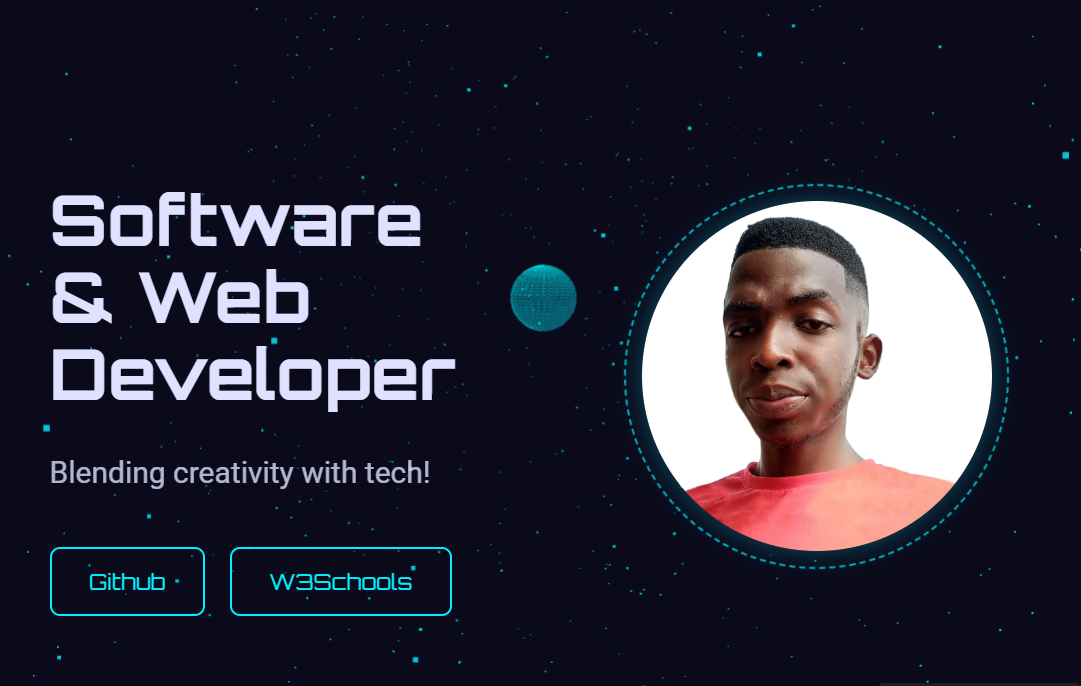 Software
& Web
Developer
Blending creativity with tech!
Github
W3Schools